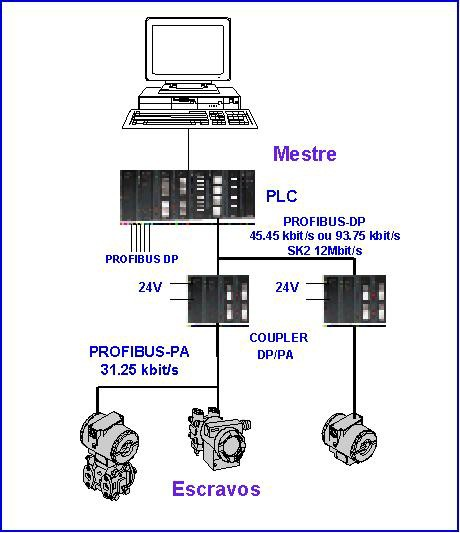 Mestre
PLC
PROFIBUS-DP
45.45 kbit/s ou 93.75 kbit/s
SK2 12Mbit/s
PROFIBUS DP
24V
24V
COUPLER
DP/PA
PROFIBUS-PA
31.25 kbit/s
Escravos